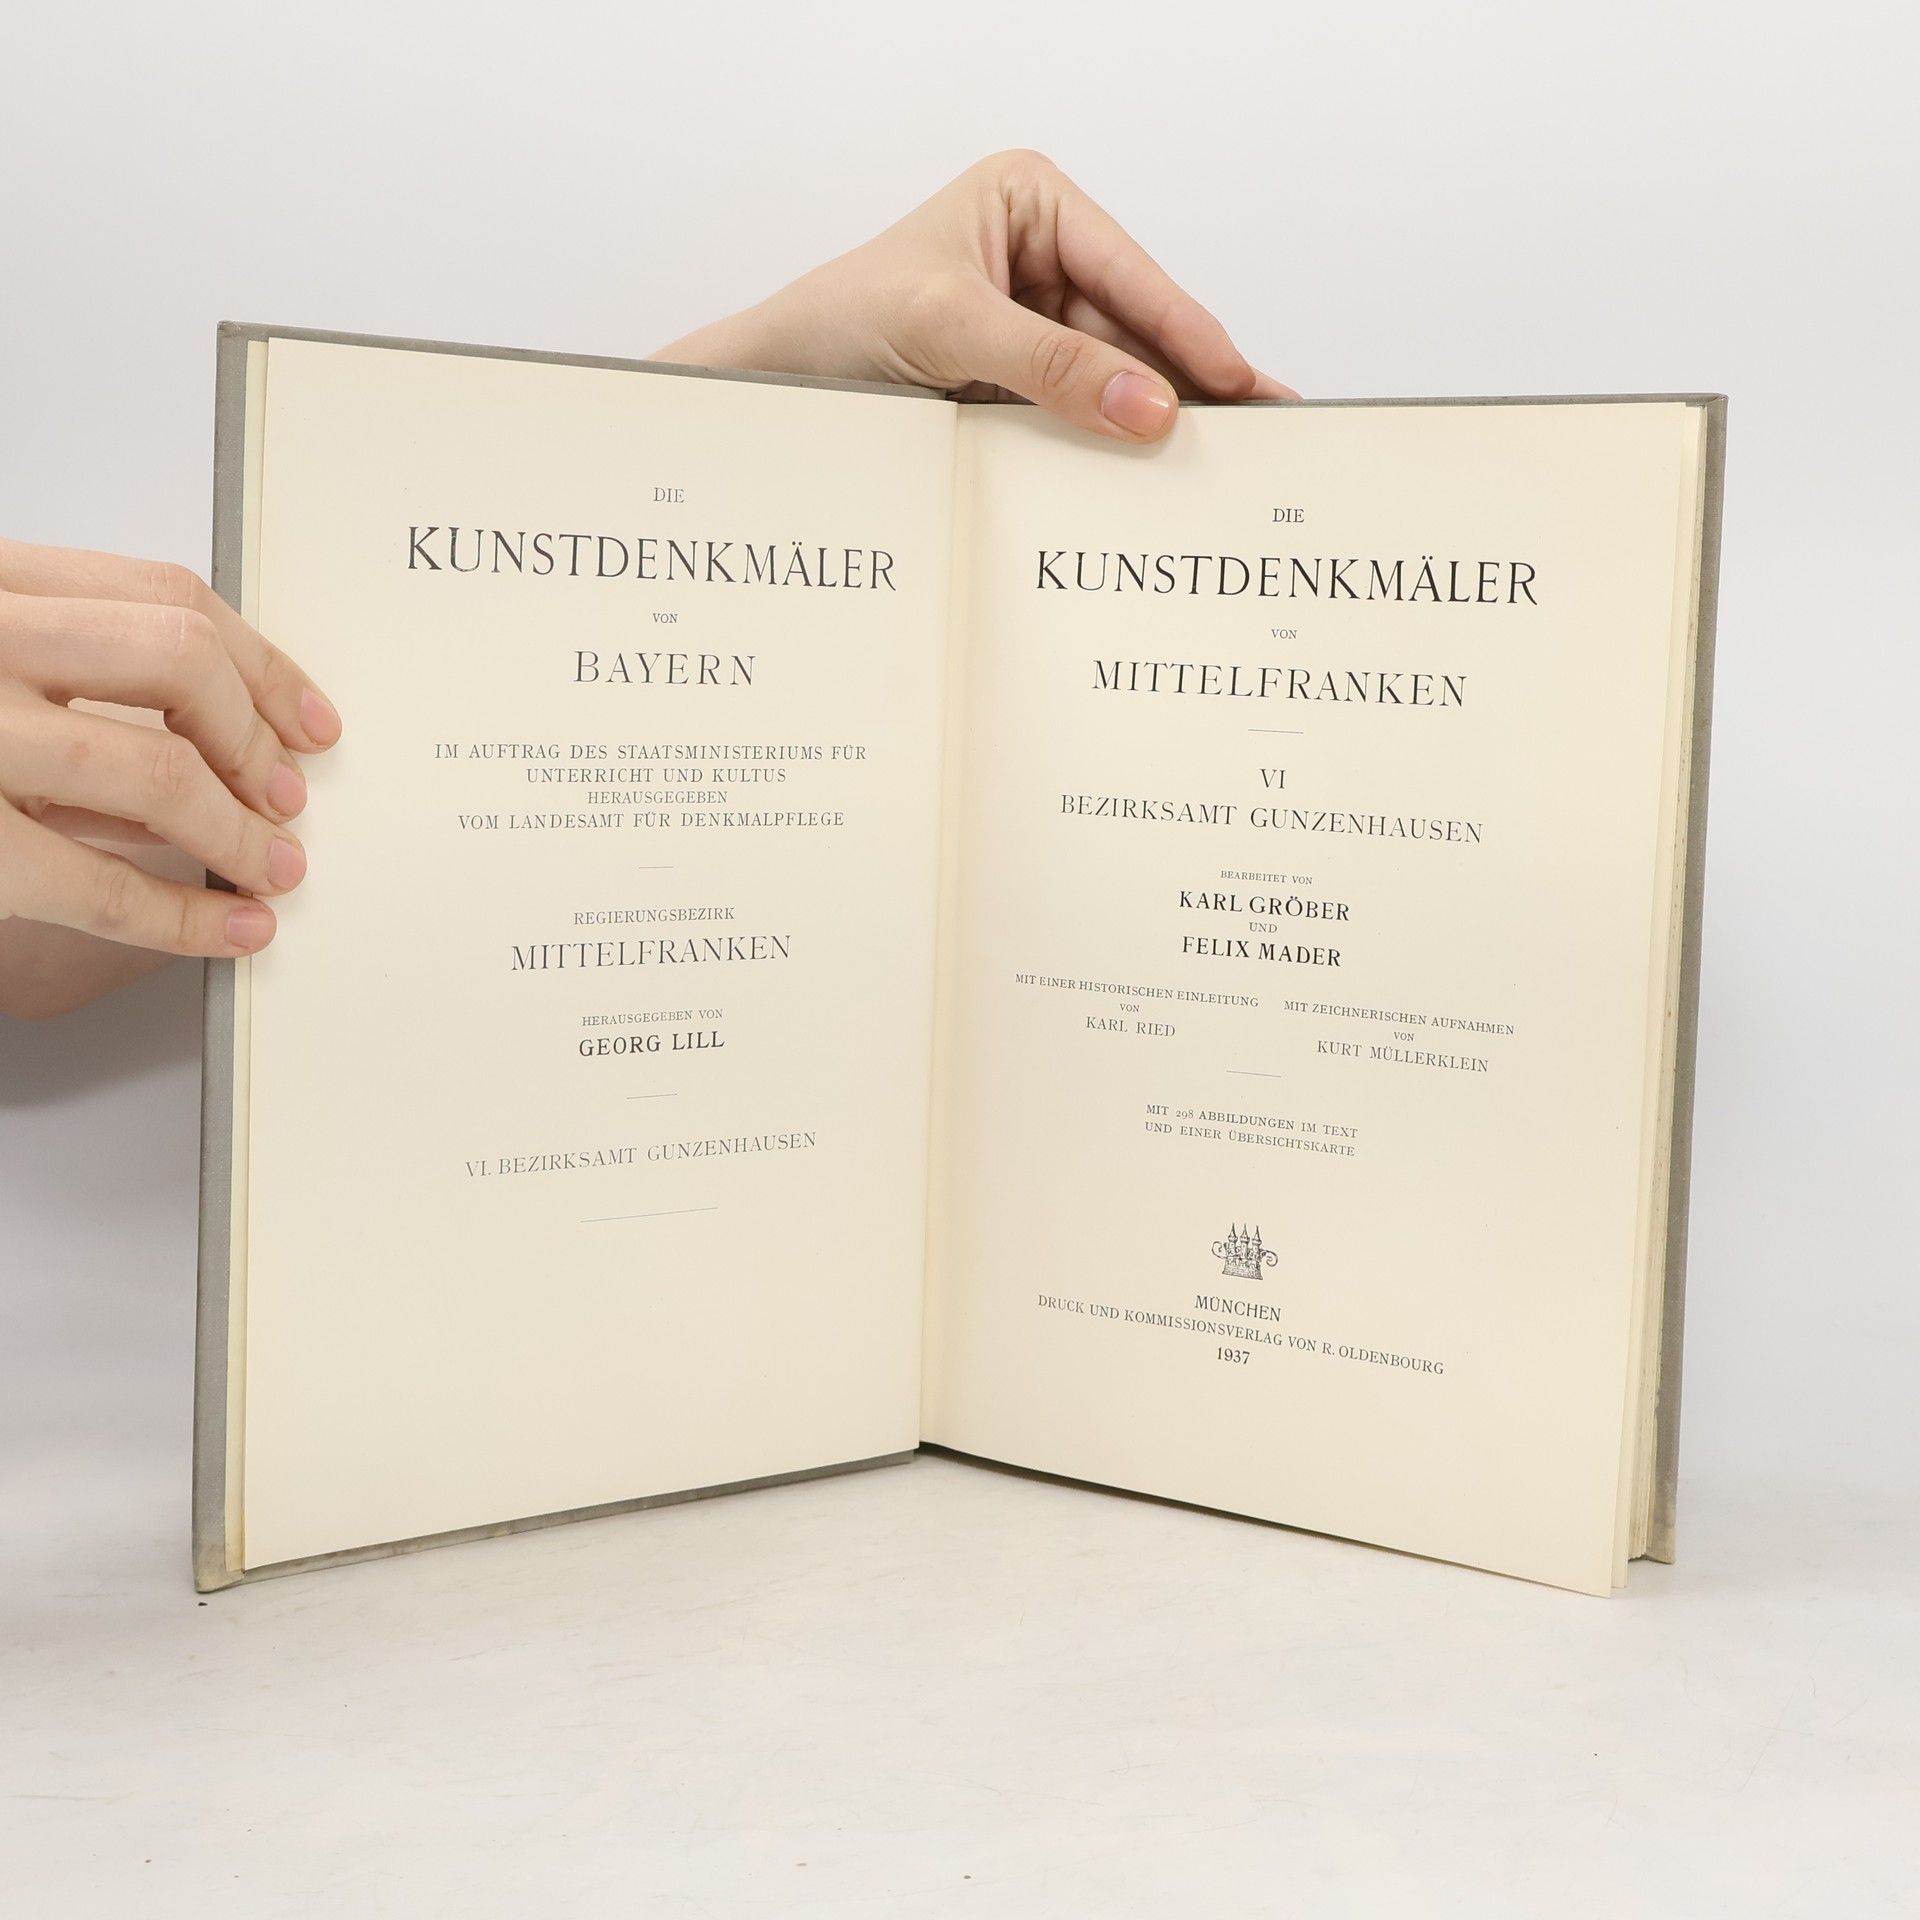 DIE
KUNSTDENKMÄLER
VON
BAYERN
IM AUFTRAG DES STAATSMINISTERIUMS FÜR
UNTERRICHT UND KULTUS
HERAUSGEGEBEN
VOM LANDESAMT FÜR DENKMALPFLEGE
REGIERUNGSBEZIRK
MITTELFRANKEN
HERAUSGEGEBEN VON
GEORG LILL
VI. BEZIRKSAMT GUNZENHAUSEN
DIE
KUNSTDENKMÄLER
VON
MITTELFRANKEN
VI
BEZIRKSAMT GUNZENHAUSEN
BEARBEITET VON
KARL GRÖBER
UND
FELIX MADER
MIT EINER HISTORISCHEN EINLEITUNG
VON
KARL RIED
MIT ZEICHNERISCHEN AUFNAHMEN
VON
KURT MÜLLERKLEIN
MIT 298 ABBILDUNGEN IM TEXT
UND EINER ÜBERSICHTSKARTE
MÜNCHEN
DRUCK UND KOMMISSIONSVERLAG VON R. OLDENBOURG
1937